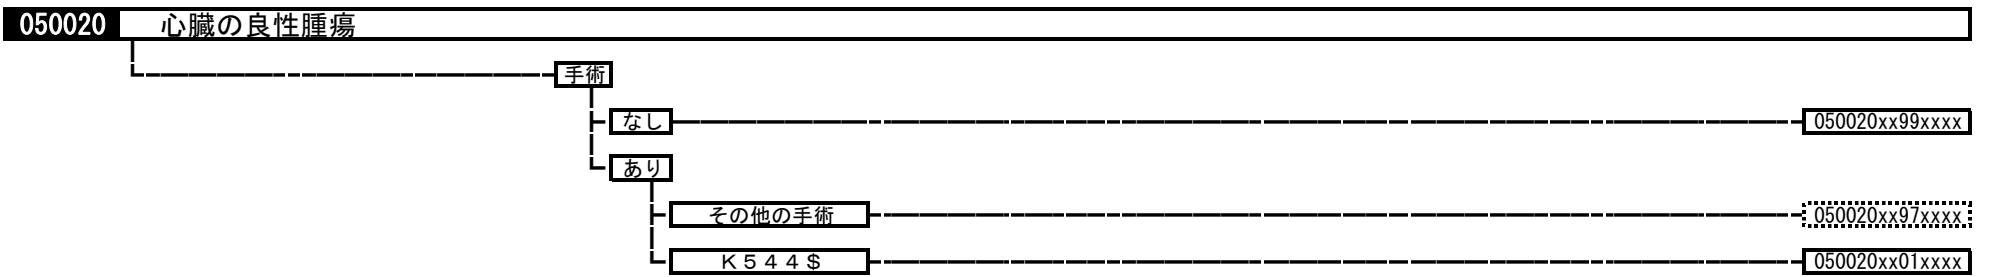 050020 心臓の良性腫瘍
手術
なし 050020xx99xxxx
あり
その他の手術 050020xx97xxxx
Ｋ５４４＄ 050020xx01xxxx